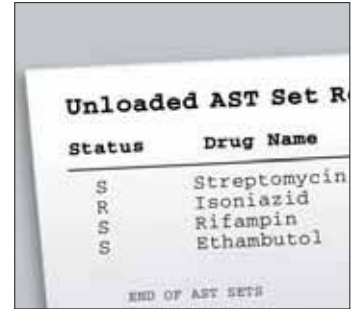 Unloaded AST Set R
Status Drug Name
S Streptomycin
R Isoniazid
S Rifampin
S Ethambutol
END OF AST SETS